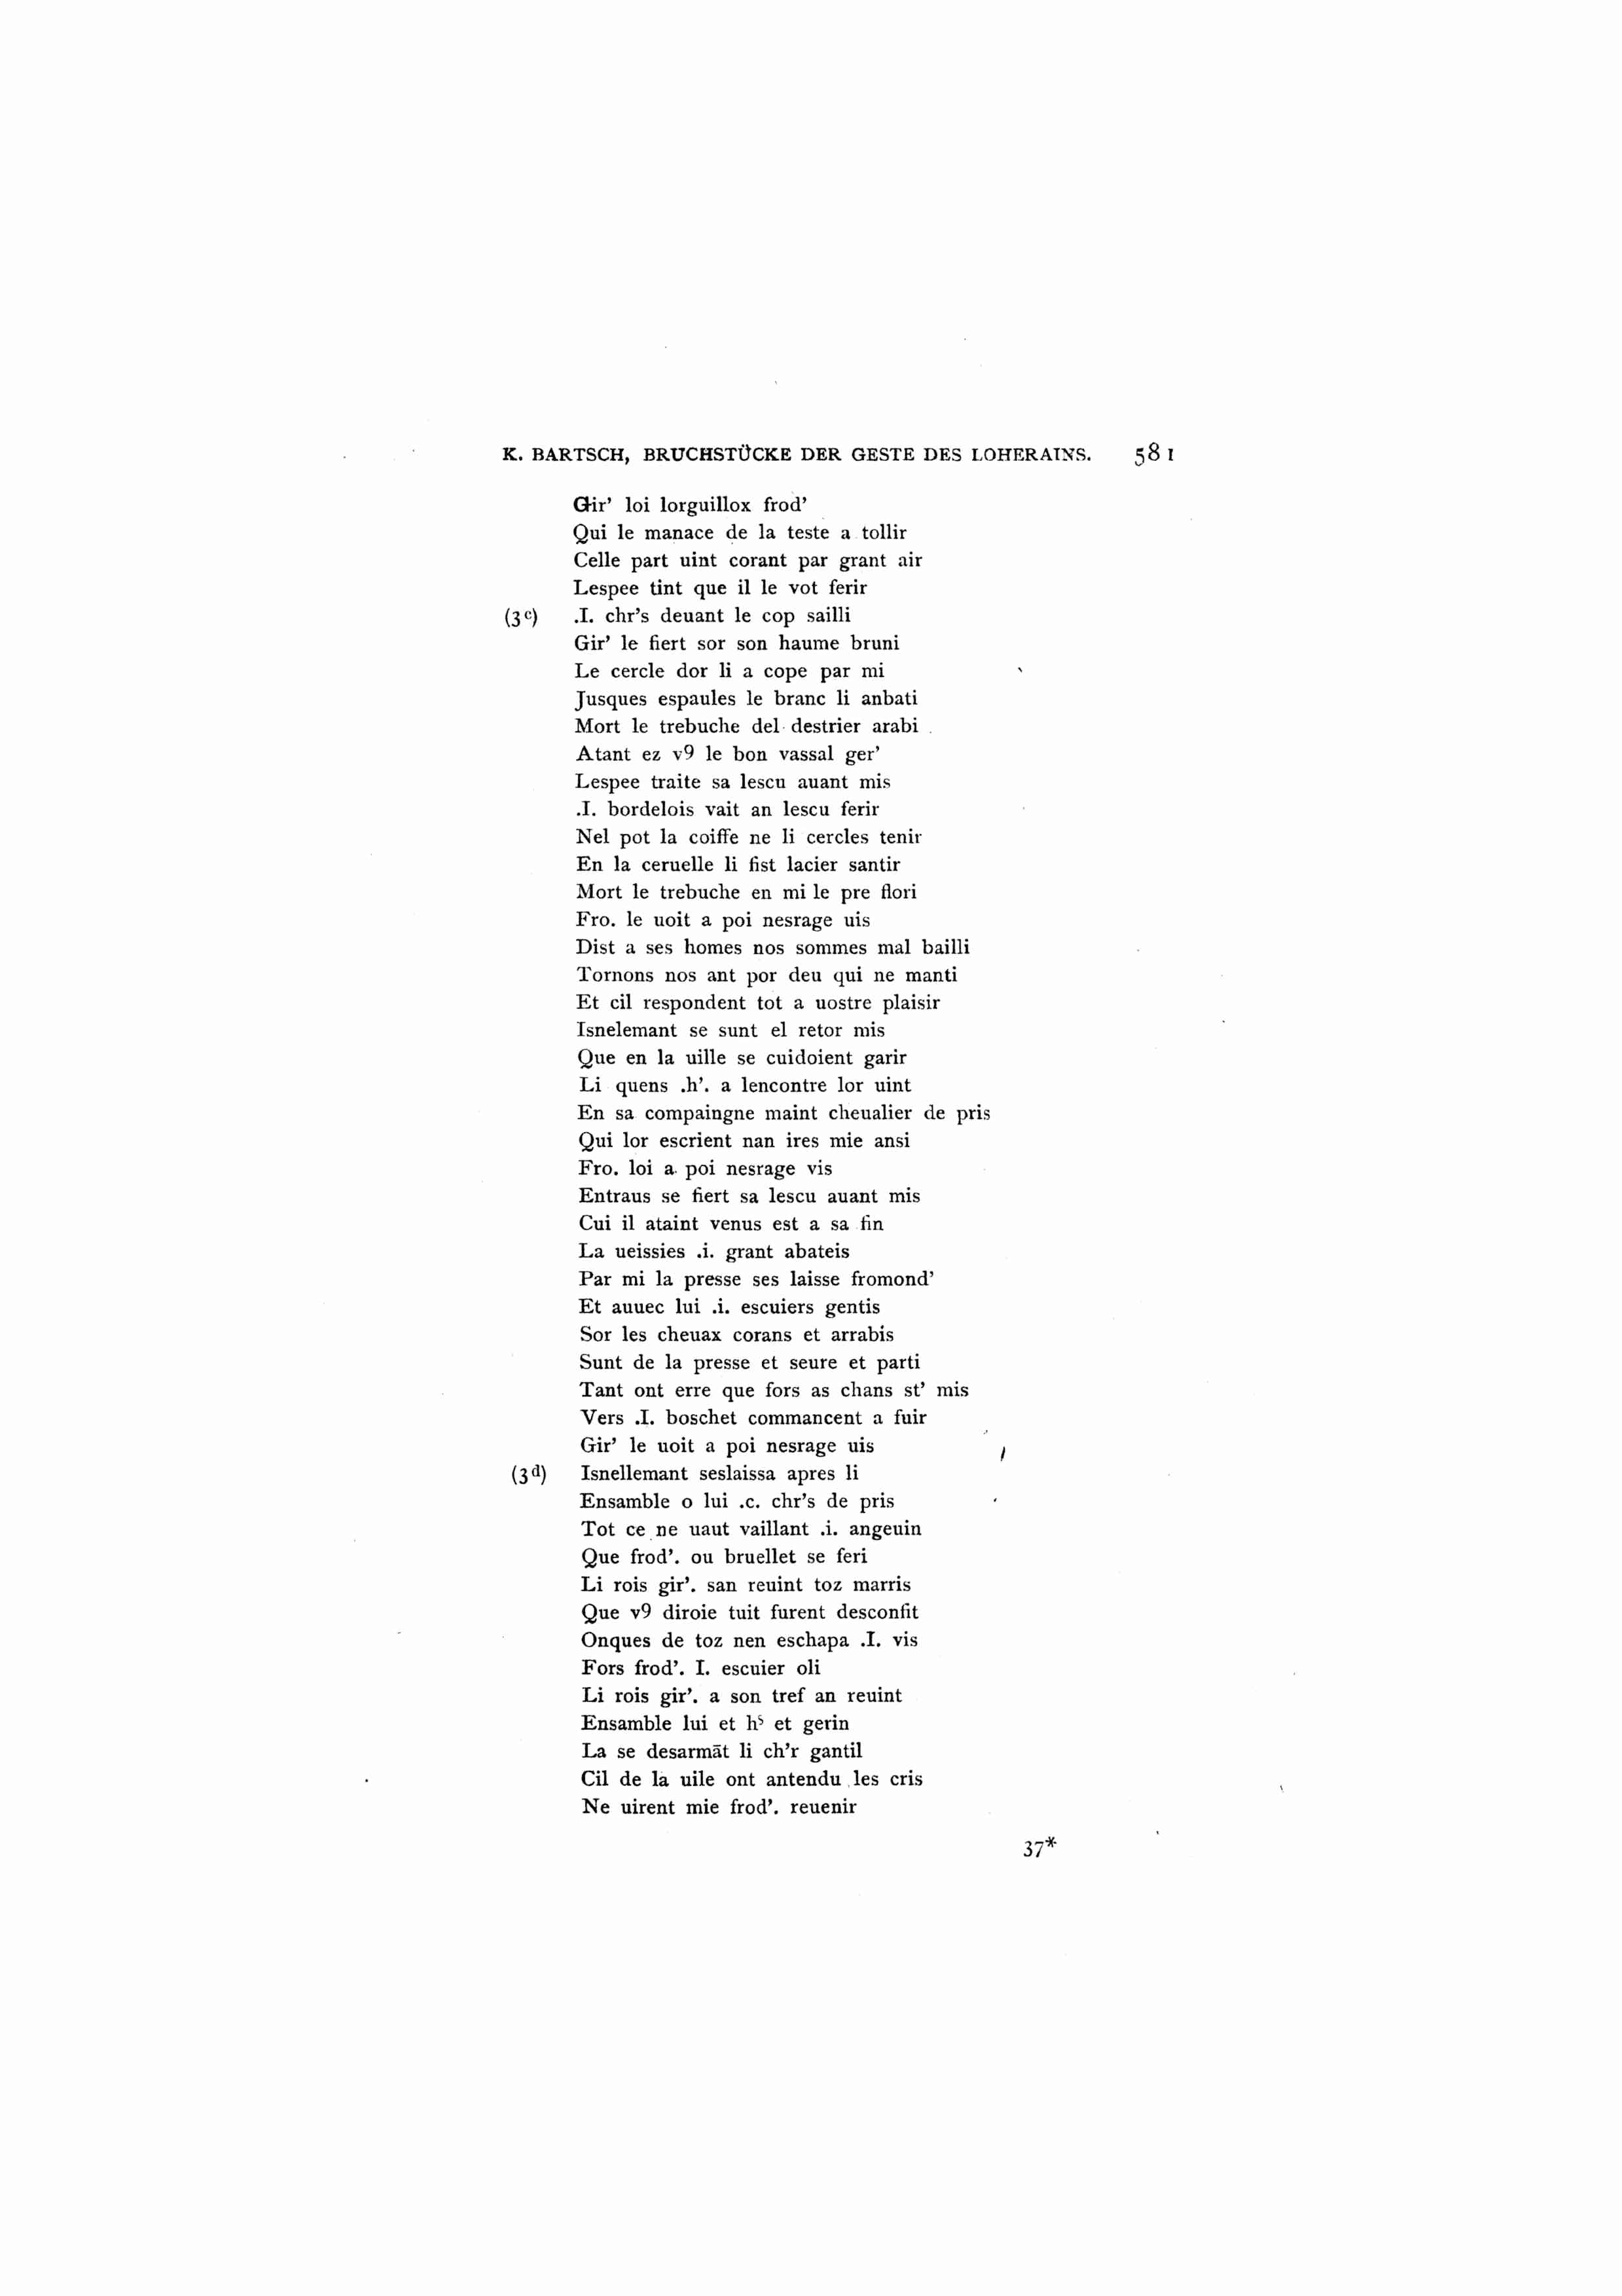 K. BARTSCH, BRUCHSTÜCKE DER GESTE DES LOHERAINS. 581
Gir’ loi lorguillox frod’
Qui le manace de la teste a tollir
Celle part uint corant par grant air
Lespee tint que il le vot ferir
(3c) .I. chr’s deuant le cop sailli
Gir’ le fiert sor son haume bruni
Le cercle dor li a cope par mi
Jusques espaules le branc li anbati
Mort le trebuche del destrier arabi
Atant ez v9 le bon vassal ger’
Lespee traite sa lescu auant mis
.I. bordelois vait an lescu ferir
Nel pot la coiffe ne li cercles tenir
En la ceruelle li fist lacier santir
Mort le trebuche en mi le pre flori
Fro. le uoit a poi nesrage uis
Dist a ses homes nos sommes mal bailli
Tornons nos ant por deu qui ne manti
Et cil respondent tot a uostre plaisir
Isnelemant se sunt el retor mis
Que en la uille se cuidoient garir
Li quens .h’. a lencontre lor uint
En sa compaingne maint cheualier de pris
Qui lor escrient nan ires mie ansi
Fro. loi a poi nesrage vis
Entraus se fiert sa lescu auant mis
Cui il ataint venus est a sa fin
La ueissies .i. grant abateis
Par mi la presse ses laisse fromond’
Et auuec lui .i. escuiers gentis
Sor les cheuax corans et arrabis
Sunt de la presse et seure et parti
Tant ont erre que fors as chans st’ mis
Vers .I. boschet commancent a fuir
Gir’ le uoit a poi nesrage uis
(3d) Isnellemant seslaissa apres li
Ensamble o lui .c. chr’s de pris
Tot ce ne uaut vaillant .i. angeuin
Que frod’. ou bruellet se feri
Li rois gir’. san reuint toz marris
Que v9 diroie tuit furent desconfit
Onques de toz nen eschapa .I. vis
Fors frod’. I. escuier oli
Li rois gir’. a son tref an reuint
Ensamble lui et hˢ et gerin
La se desarmāt li ch’r gantil
Cil de la uile ont antendu les cris
Ne uirent mie frod’. reuenir
37*